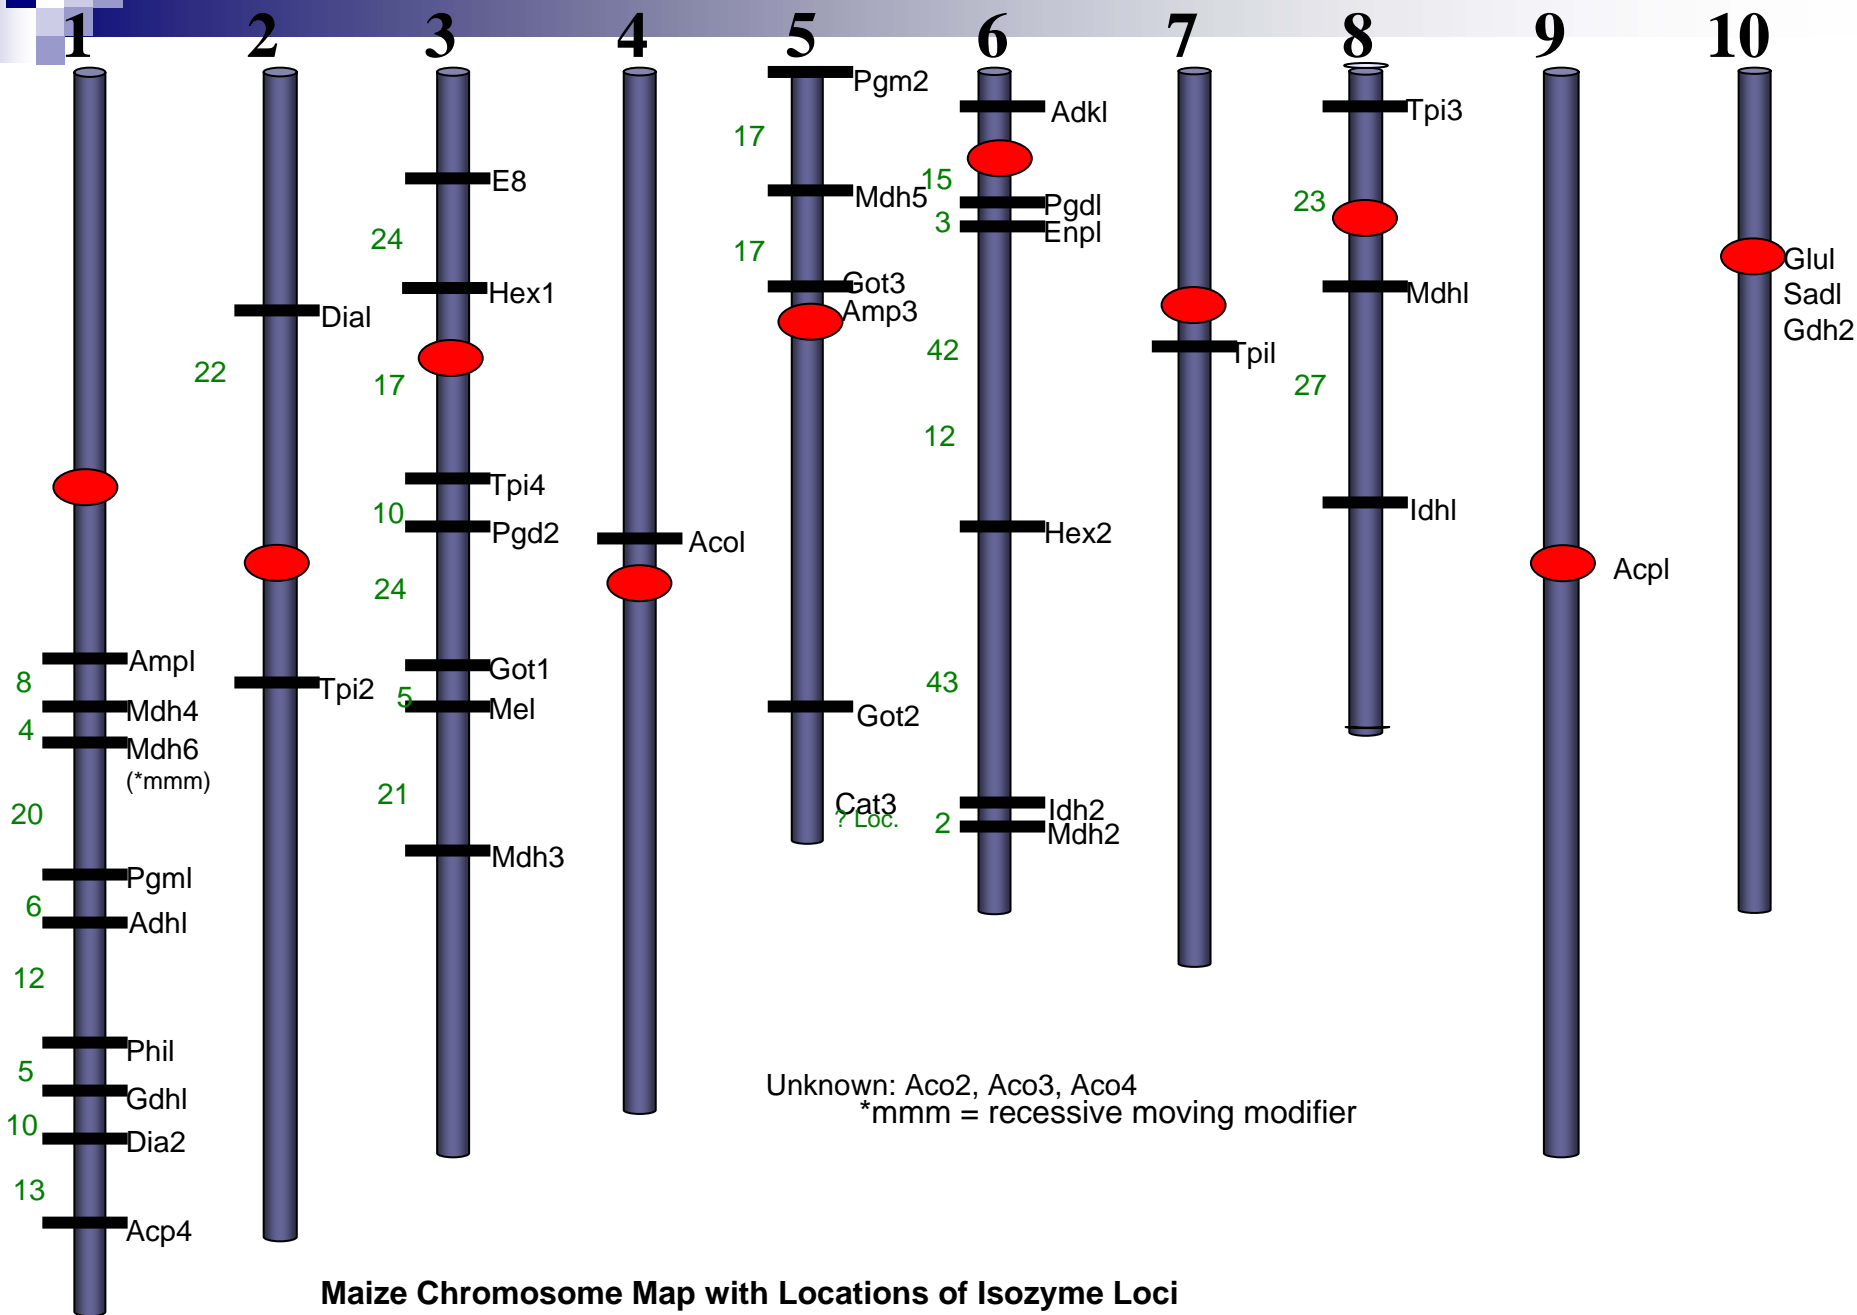 1 2 3 4 5 6 7 8 9 10
Ampl
8
Mdh4
4
Mdh6
(*mmm)
20
Pgml
6
Adhl
12
Phil
5
Gdhl
10
Dia2
13
Acp4
Dial
22
Tpi2
E8
24
Hex1
17
Tpi4
10
Pgd2
24
Got1
5
Mel
21
Mdh3
Acol
Pgm2
17
Mdh5
17
Got3
Amp3
Got2
Cat3
? Loc.
Adkl
15
Pgdl
3
Enpl
42
12
Hex2
43
Idh2
2
Mdh2
Tpil
Tpi3
23
Mdhl
27
Idhl
Acpl
Glul
Sadl
Gdh2
Unknown: Aco2, Aco3, Aco4
*mmm = recessive moving modifier
Maize Chromosome Map with Locations of Isozyme Loci